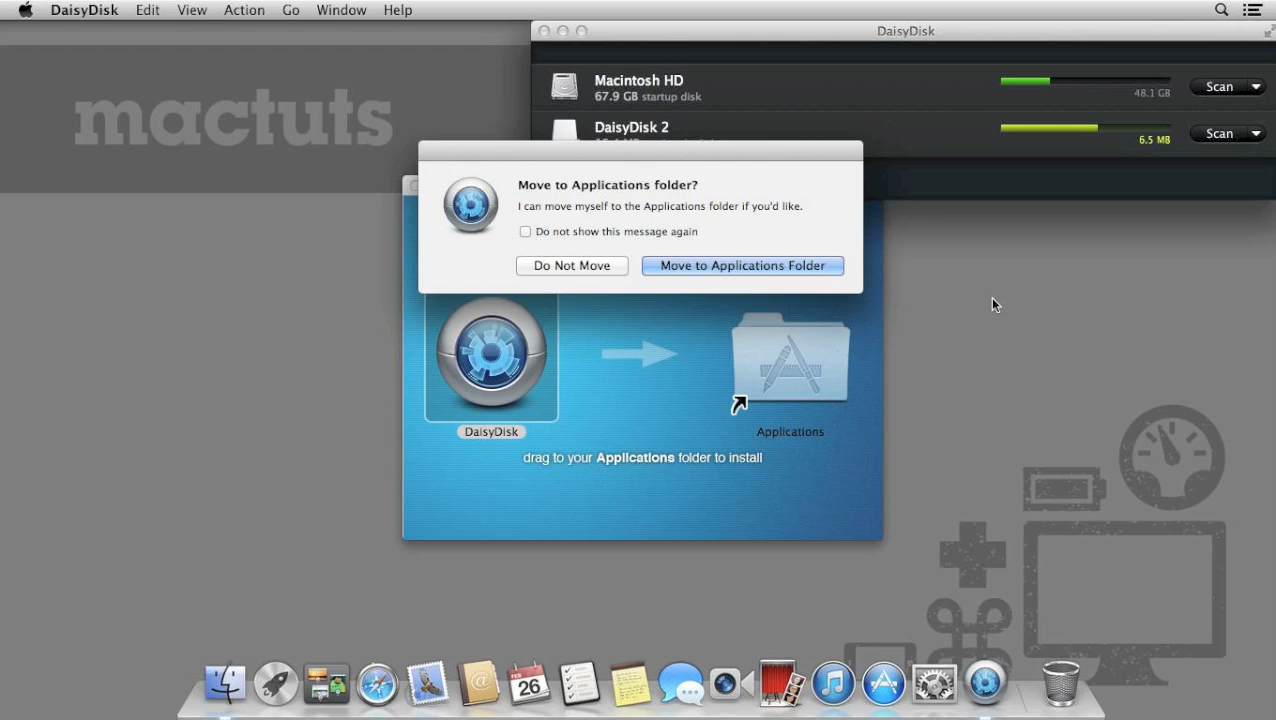 DaisyDisk Edit View Action Go Window Help
DaisyDisk
mactuts
Macintosh HD
67.9 GB startup disk
48.1 GB
Scan
DaisyDisk 2
6.5 MB
Scan
Move to Applications folder?
I can move myself to the Applications folder if you'd like.
Do not show this message again
Do Not Move
Move to Applications Folder
DaisyDisk
Applications
drag to your Applications folder to install
FEB
26